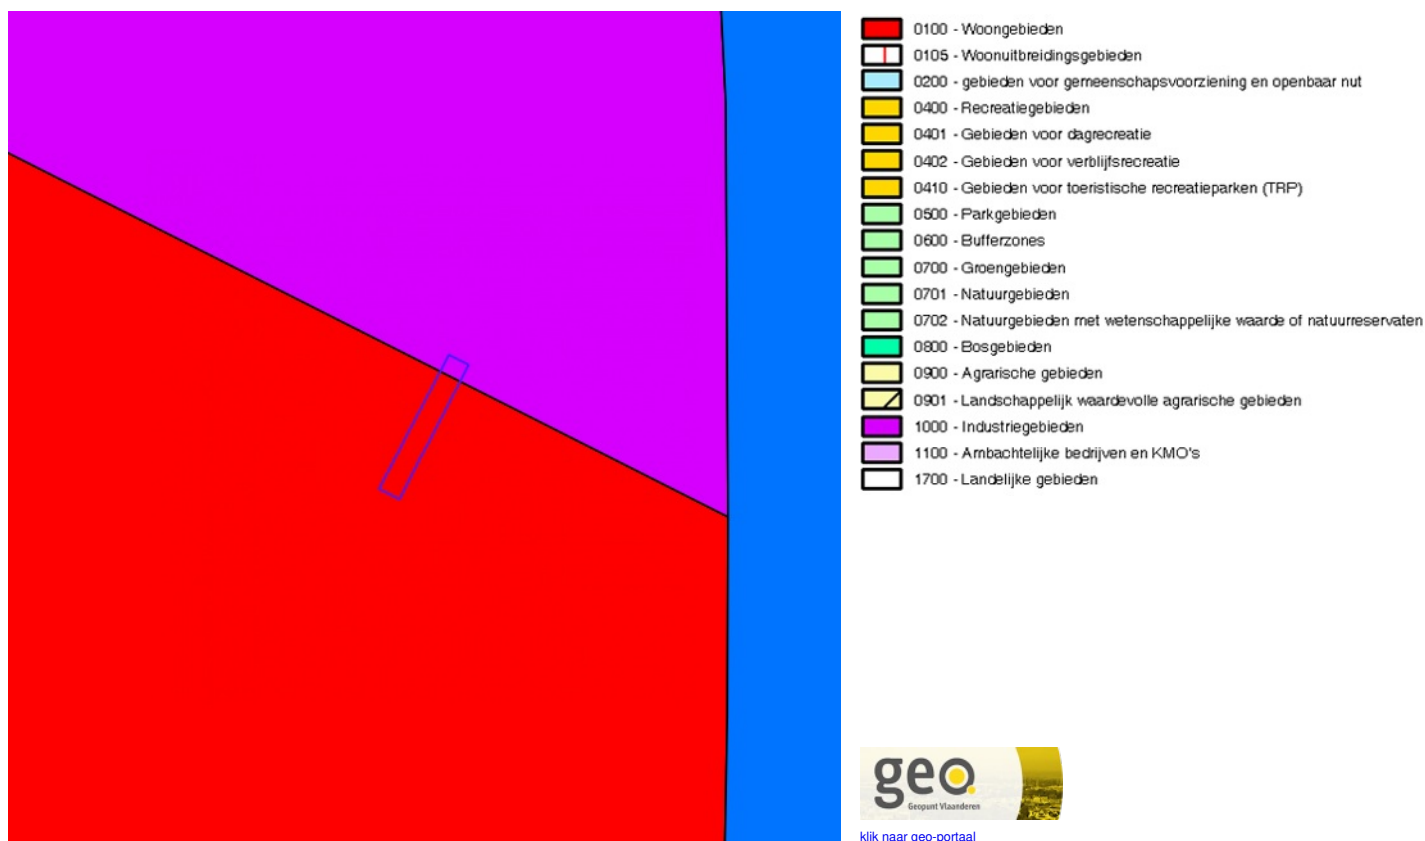 0100 - Woongebieden
0105 - Woonuitbreidingsgebieden
0200 - gebieden voor gemeenschapsvoorziening en openbaar nut
0400 - Recreatiegebieden
0401 - Gebieden voor dagrecreatie
0402 - Gebieden voor verblijfsrecreatie
0410 - Gebieden voor toeristische recreatieparken (TRP)
0500 - Parkgebieden
0600 - Bufferzones
0700 - Groengebieden
0701 - Natuurgebieden
0702 - Natuurgebieden met wetenschappelijke waarde of natuurreservaten
0800 - Bosgebieden
0900 - Agrarische gebieden
0901 - Landschappelijk waardevolle agrarische gebieden
1000 - Industriegebieden
1100 - Ambachtelijke bedrijven en KMO's
1700 - Landelijke gebieden
geo
Geopunt Vlaanderen
klik naar geo-portaal